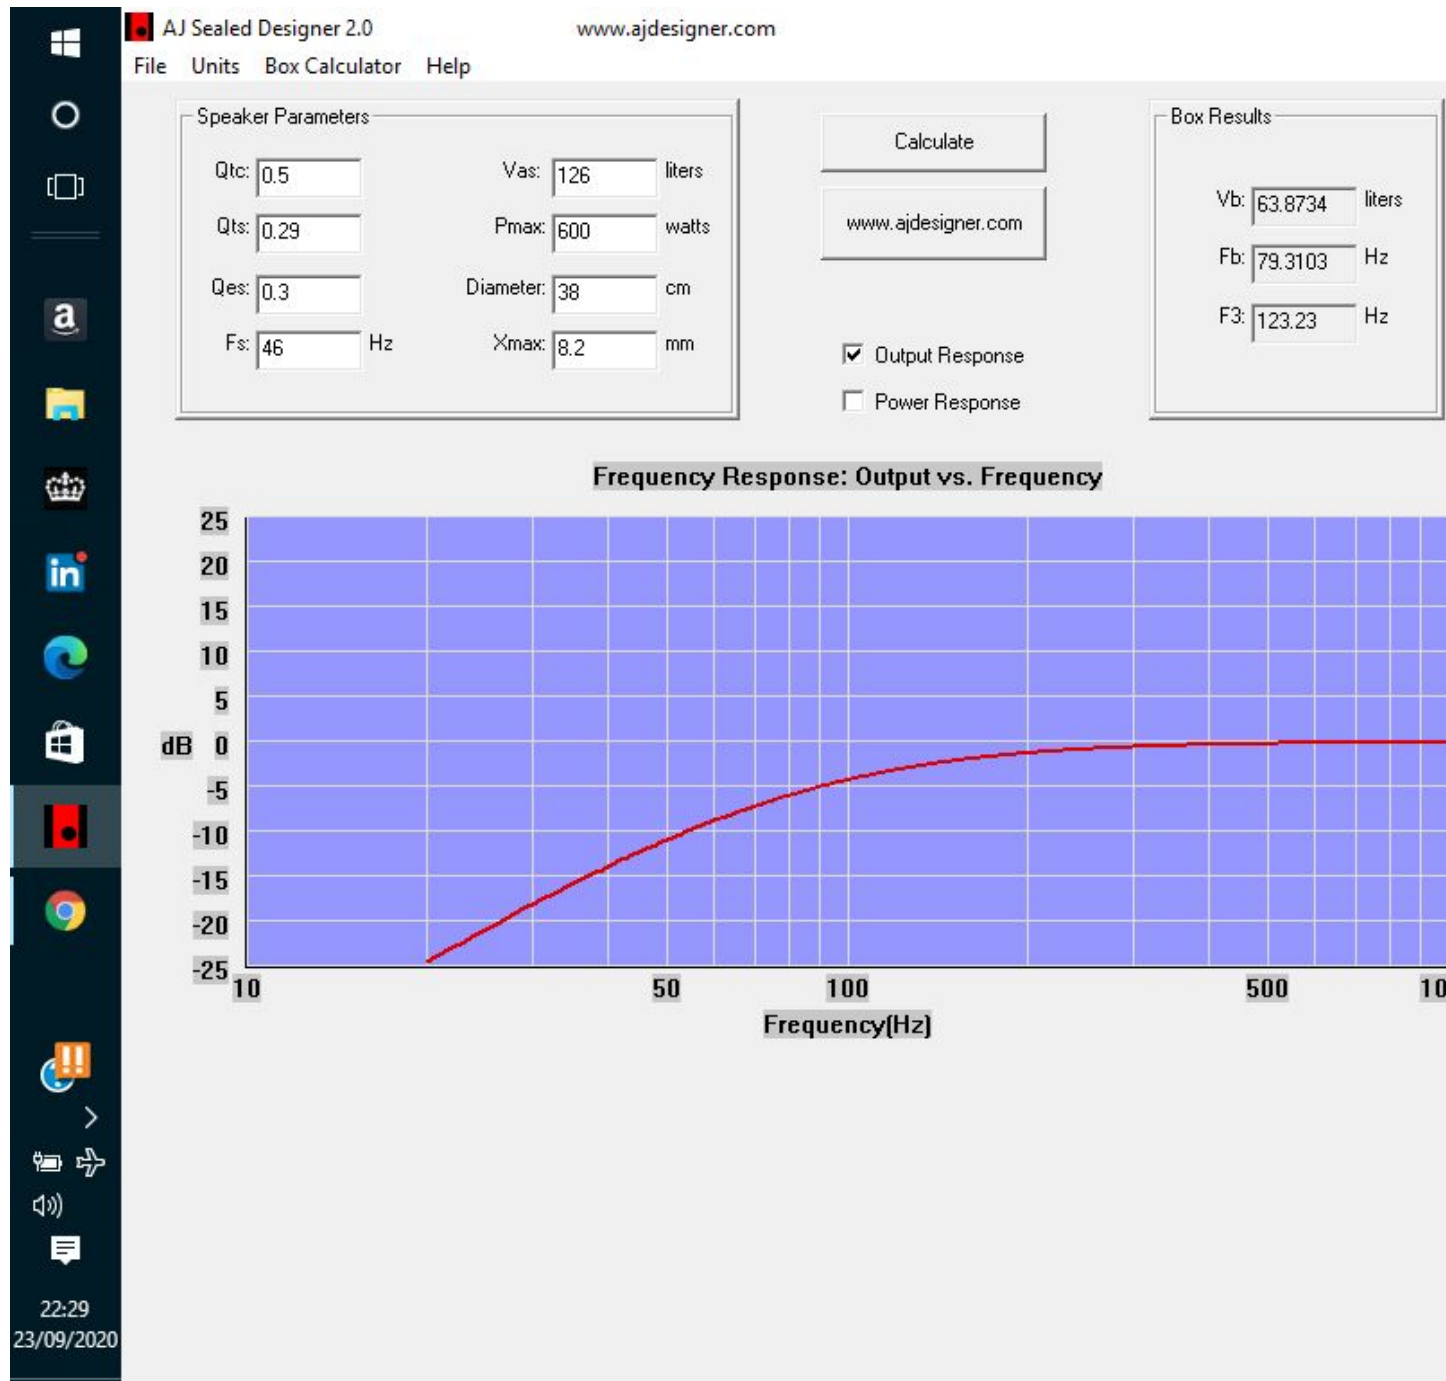 AJ Sealed Designer 2.0 www.ajdesigner.com
File Units Box Calculator Help
Speaker Parameters
Qtc: 0.5 Vas: 126 liters
Qts: 0.29 Pmax: 600 watts
Qes: 0.3 Diameter: 38 cm
Fs: 46 Hz Xmax: 8.2 mm
Calculate
www.ajdesigner.com
Output Response
Power Response
Box Results
Vb: 63.8734 liters
Fb: 79.3103 Hz
F3: 123.23 Hz
Frequency Response: Output vs. Frequency
25
20
15
10
5
dB 0
-5
-10
-15
-20
-25
10 50 100 500 10
Frequency(Hz)
a
in
22:29
23/09/2020